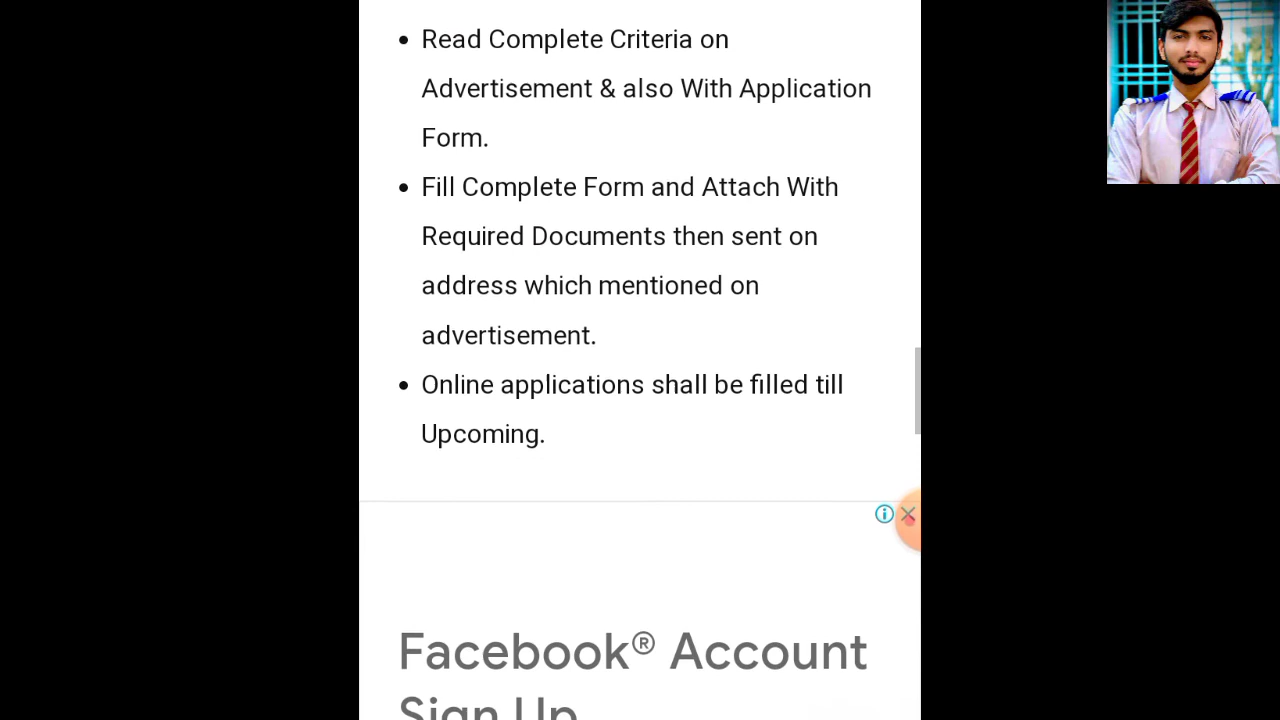 Read Complete Criteria on
Advertisement & also With Application
Form.
Fill Complete Form and Attach With
Required Documents then sent on
address which mentioned on
advertisement.
Online applications shall be filled till
Upcoming.
Facebook® Account
Sign Up